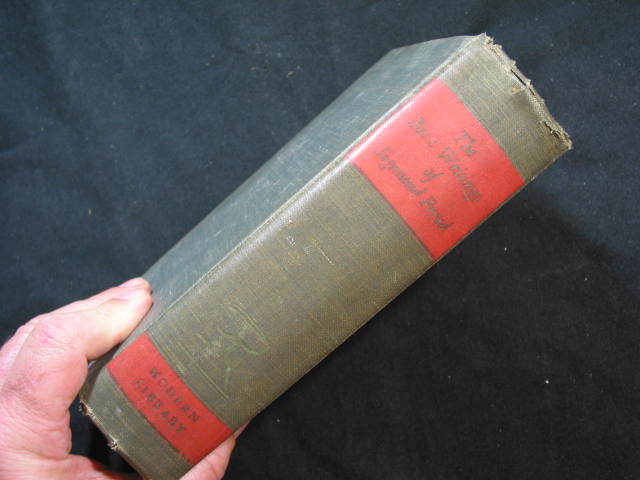 The
Basic Writings
of
Sigmund Freud
MODERN
LIBRARY